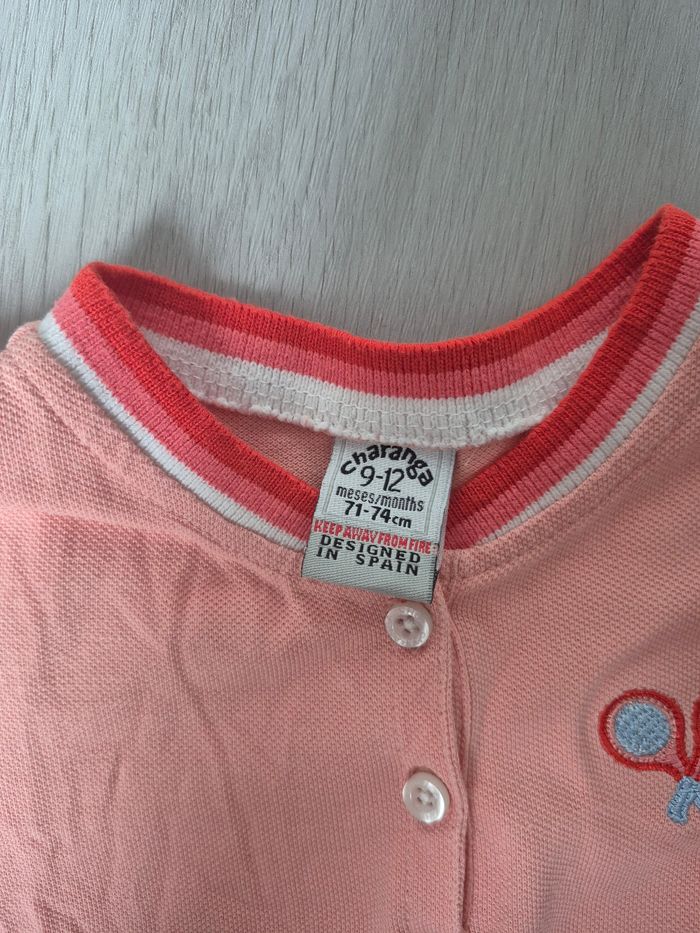 charanga
9-12
meses/months
71-74cm
KEEP AWAY FROM FIRE
DESIGNED
IN SPAIN